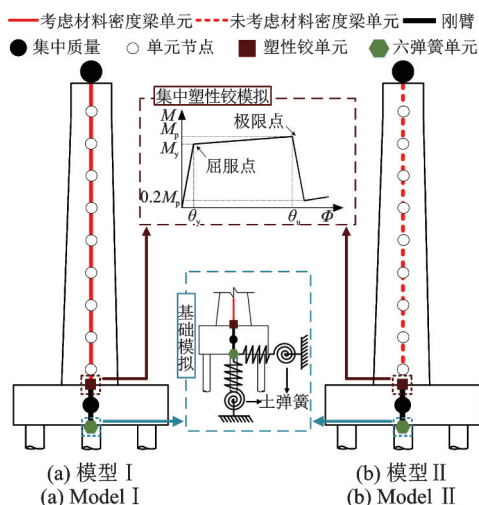 考虑材料密度梁单元 未考虑材料密度梁单元 刚臂
集中质量 单元节点 塑性铰单元 六弹簧单元
集中塑性铰模拟
M
Mp
My
极限点
屈服点
0.2Mp
θy θu Φ
基础模拟
土弹簧
(a) 模型Ⅰ
(a) Model Ⅰ
(b) 模型Ⅱ
(b) Model Ⅱ